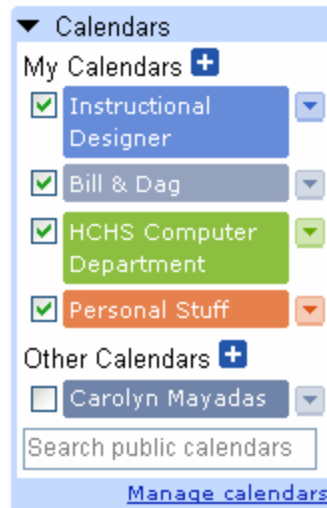 Calendars
My Calendars
Instructional
Designer
Bill & Dag
HCHS Computer
Department
Personal Stuff
Other Calendars
Carolyn Mayadas
Search public calendars
Manage calendars